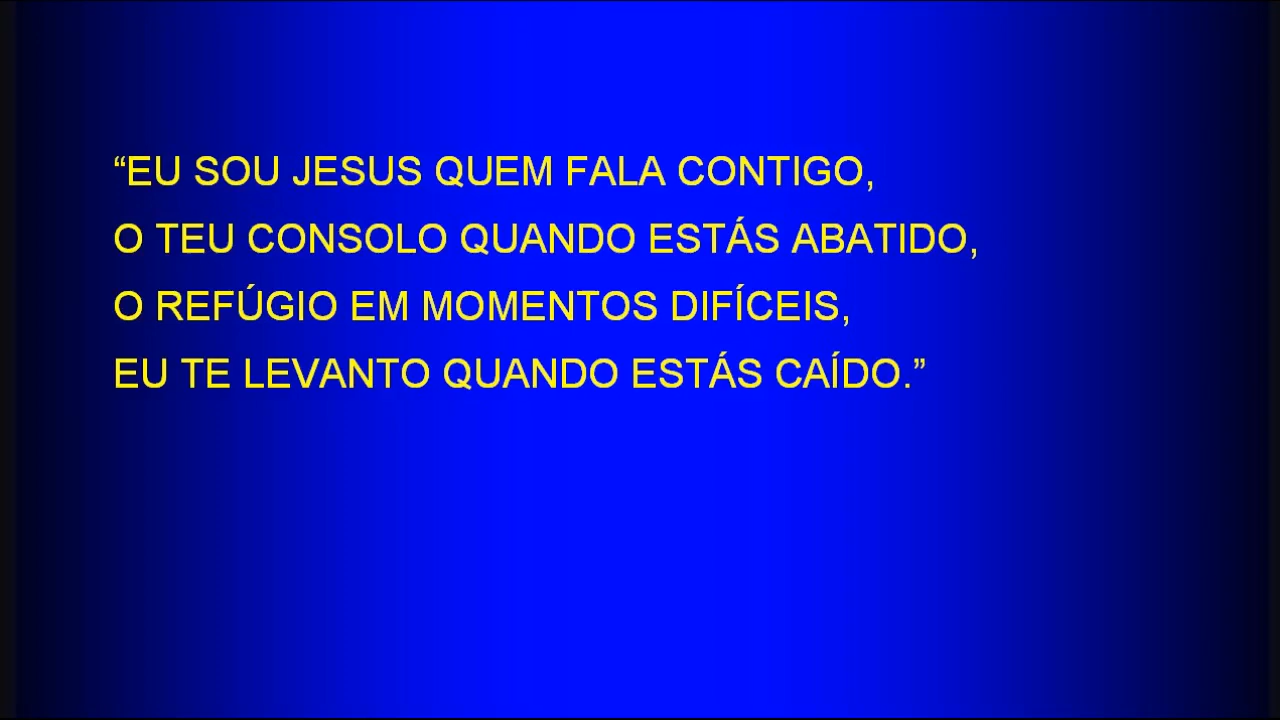 “EU SOU JESUS QUEM FALA CONTIGO,
O TEU CONSOLO QUANDO ESTÁS ABATIDO,
O REFÚGIO EM MOMENTOS DIFÍCEIS,
EU TE LEVANTO QUANDO ESTÁS CAÍDO.”